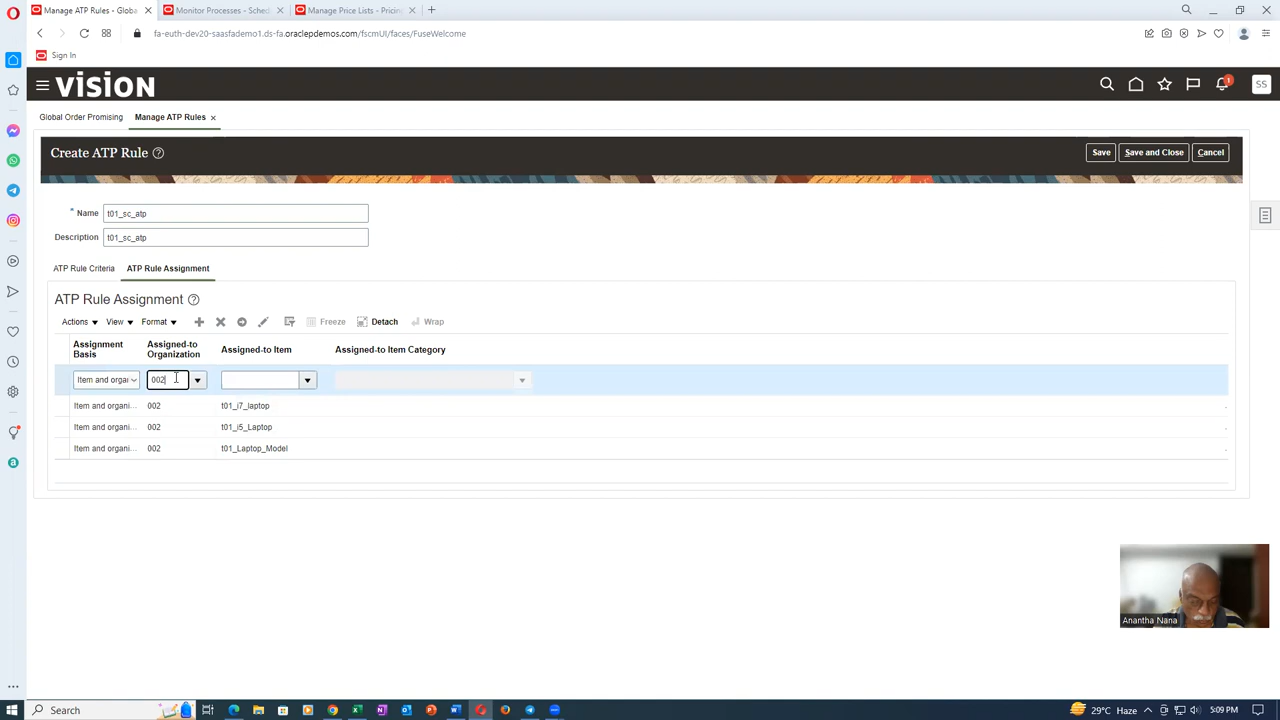 Manage ATP Rules - Globa
Monitor Processes - Sched
Manage Price Lists - Pricing
fa-euth-dev20-saasfademo1.ds-fa.oraclepdemos.com/fscmUI/faces/FuseWelcome
Sign In
VISION
1
SS
Global Order Promising
Manage ATP Rules
Create ATP Rule
Save
Save and Close
Cancel
* Name t01_sc_atp
Description t01_sc_atp
ATP Rule Criteria
ATP Rule Assignment
ATP Rule Assignment
Actions
View
Format
Freeze
Detach
Wrap
Assignment Basis
Assigned-to Organization
Assigned-to Item
Assigned-to Item Category
Item and organ 002
Item and organi... 002 t01_i7_laptop
Item and organi... 002 t01_i5_Laptop
Item and organi... 002 t01_Laptop_Model
Anantha Nana
Search
29°C Haze
5:09 PM